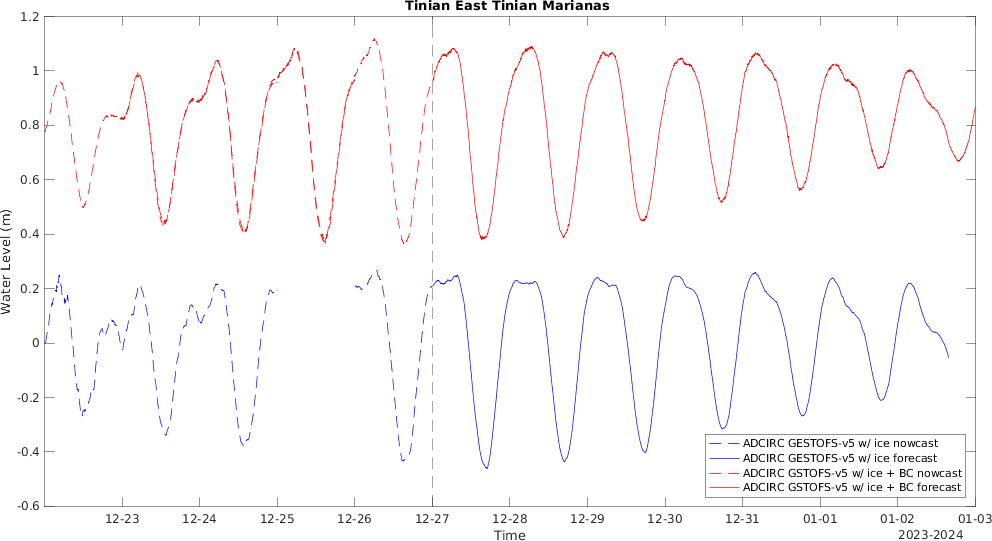 Tinian East Tinian Marianas
Water Level (m)
1.2
1
0.8
0.6
0.4
0.2
0
-0.2
-0.4
-0.6
ADCIRC GESTOFS-v5 w/ ice nowcast
ADCIRC GESTOFS-v5 w/ ice forecast
ADCIRC GSTOFS-v5 w/ ice + BC nowcast
ADCIRC GSTOFS-v5 w/ ice + BC forecast
12-23 12-24 12-25 12-26 12-27 12-28 12-29 12-30 12-31 01-01 01-02 01-03
Time
2023-2024